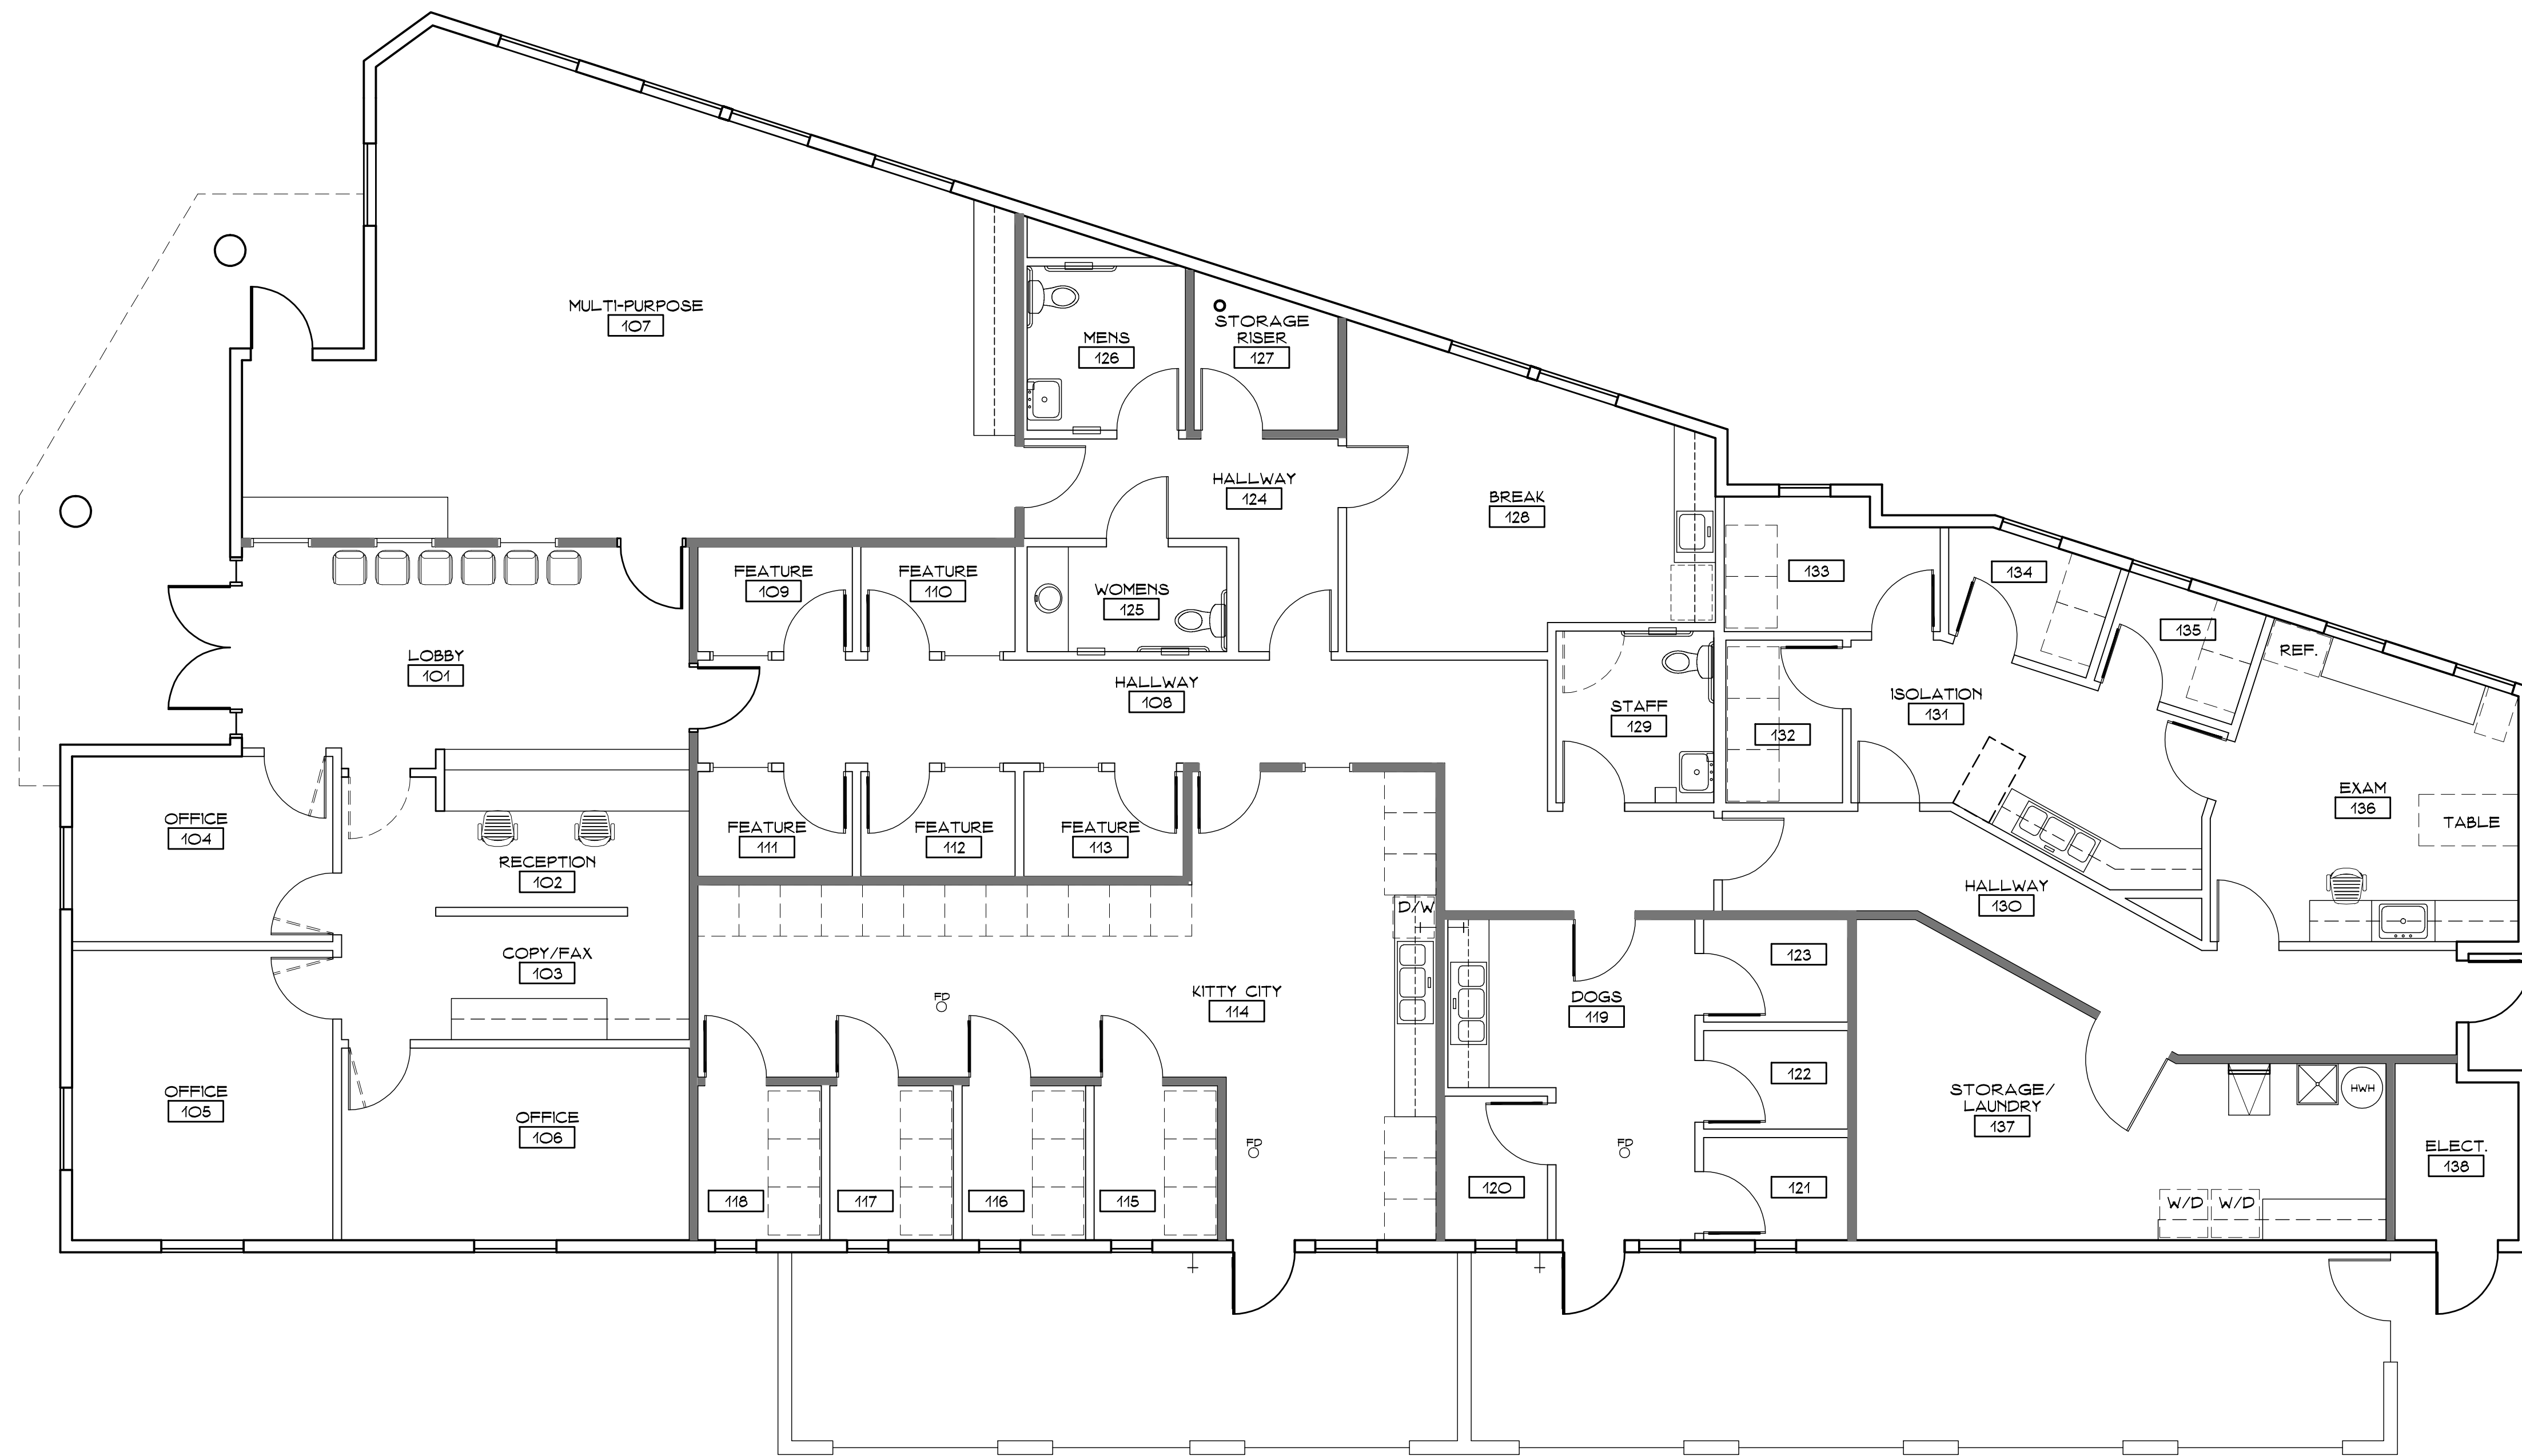 MULTI-PURPOSE
107
MENS
126
STORAGE
RISER
127
HALLWAY
124
BREAK
128
FEATURE
109
FEATURE
110
WOMENS
125
133
134
135
REF.
LOBBY
101
HALLWAY
108
STAFF
129
132
ISOLATION
131
EXAM
136
TABLE
OFFICE
104
RECEPTION
102
FEATURE
111
FEATURE
112
FEATURE
113
HALLWAY
130
D/W
COPY/FAX
103
FD
KITTY CITY
114
DOGS
119
123
122
121
120
FD
FD
OFFICE
105
OFFICE
106
118
117
116
115
STORAGE/
LAUNDRY
137
HWH
W/D
W/D
ELECT.
138